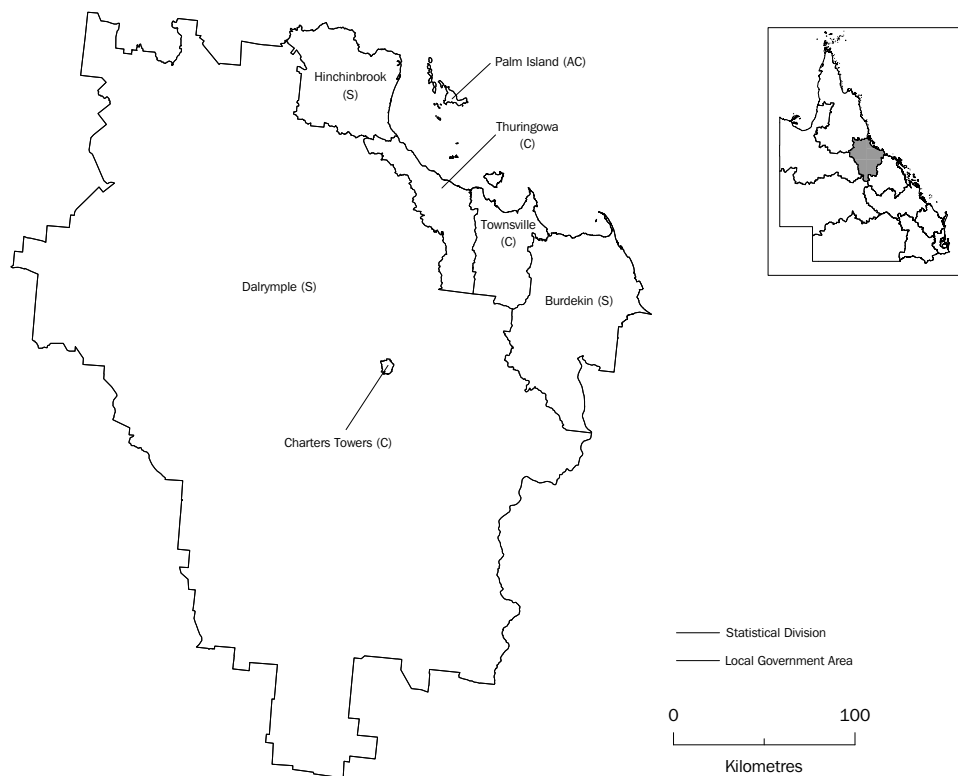 Palm Island (AC)
Hinchinbrook
(S)
Thuringowa
(C)
Townsville
(C)
Dalrymple (S)
Burdekin (S)
Charters Towers (C)
Statistical Division
Local Government Area
0 100
Kilometres